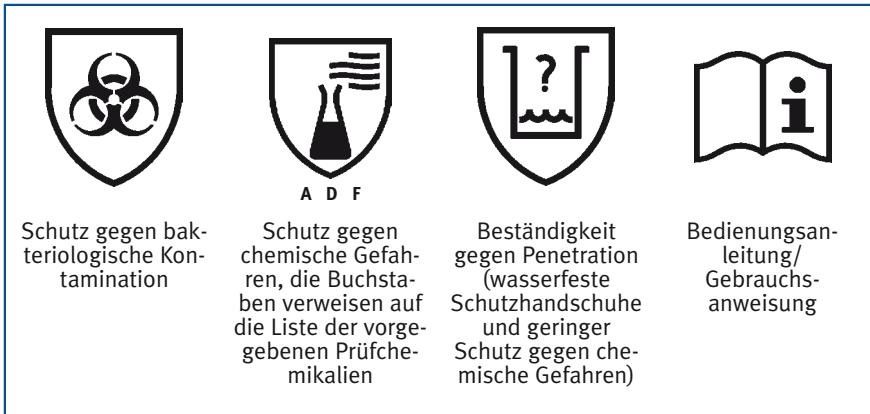 ?
i
A D F
Schutz gegen bak-
teriologische Kon-
tamination
Schutz gegen
chemische Gefah-
ren, die Buchsta-
ben verweisen auf
die Liste der vorge-
gebenen Prüfche-
mikalien
Beständigkeit
gegen Penetration
(wasserfeste
Schutzhandschuhe
und geringer
Schutz gegen che-
mische Gefahren)
Bedienungsan-
leitung/
Gebrauchs-
anweisung